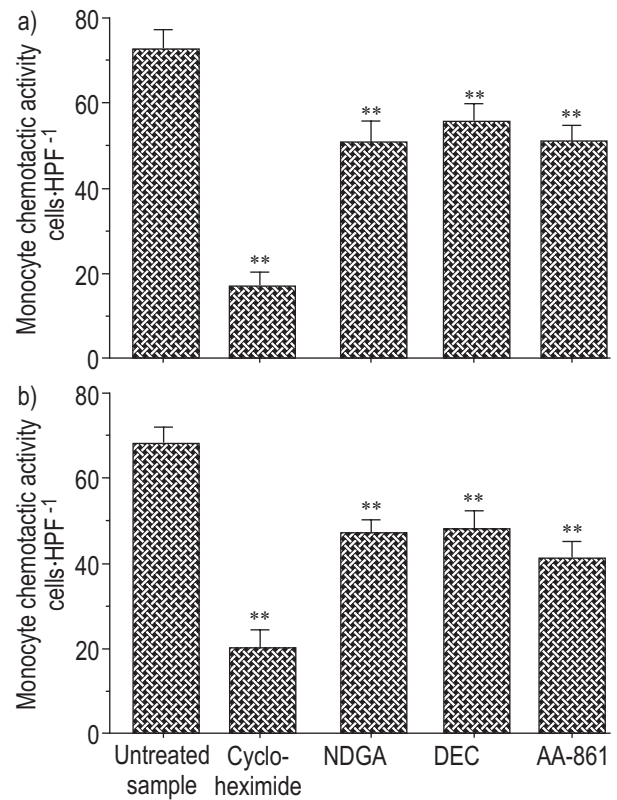 a)
Monocyte chemotactic activity
cells·HPF-1
80
60
40
20
0
**
**
**
**
b)
Monocyte chemotactic activity
cells·HPF-1
80
60
40
20
0
**
**
**
**
Untreated
sample
Cyclo-
heximide
NDGA
DEC
AA-861